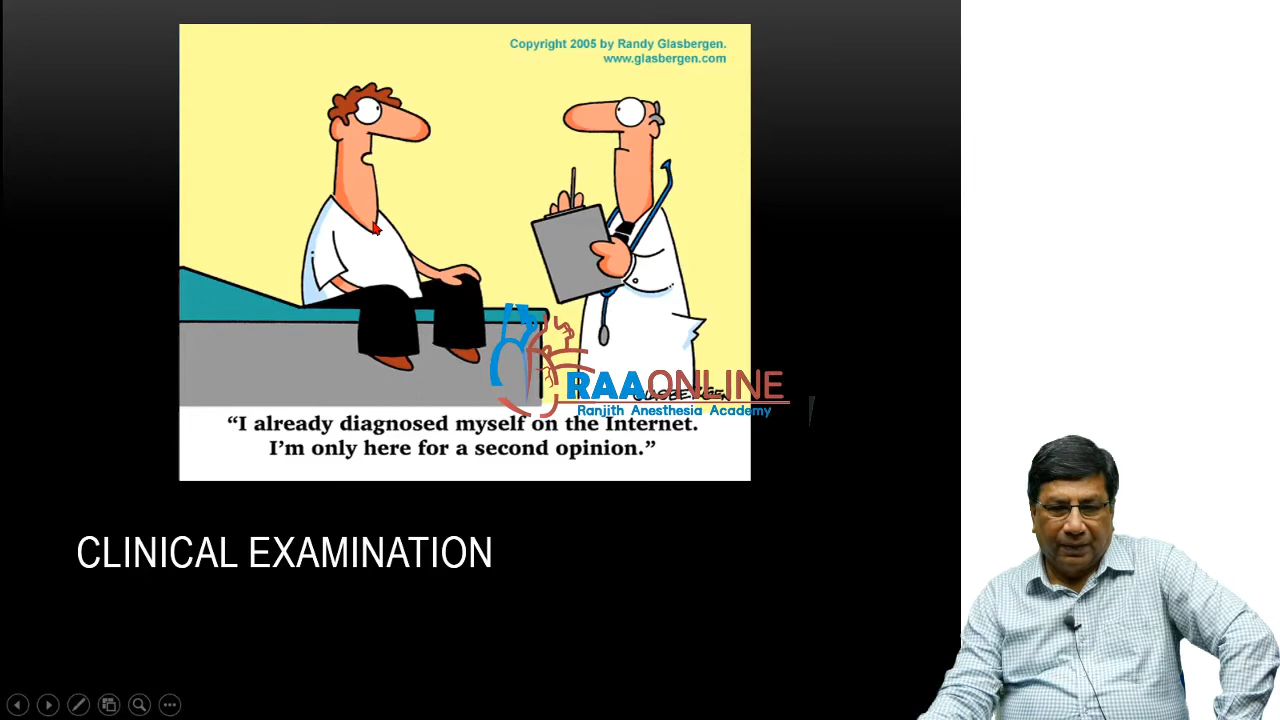 Copyright 2005 by Randy Glasbergen.
www.glasbergen.com
RAAONLINE
Ranjith Anesthesia Academy
“I already diagnosed myself on the Internet.
I’m only here for a second opinion.”
CLINICAL EXAMINATION